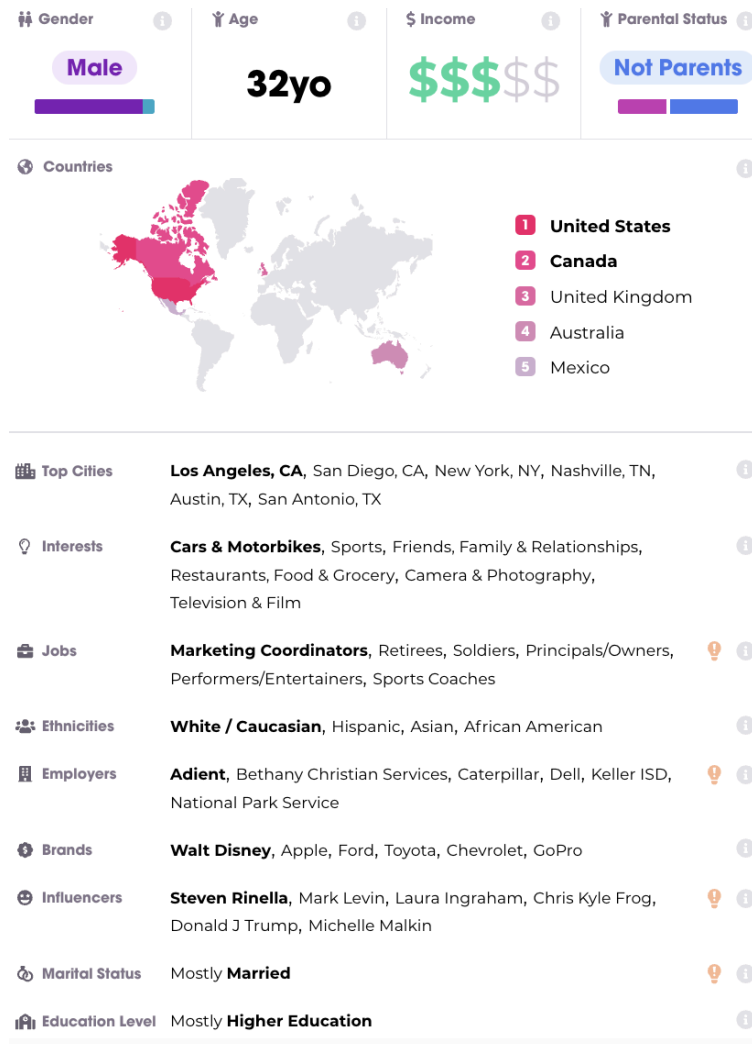 Gender
Age
$ Income
Parental Status
Male
32yo
$$$$$
Not Parents
Countries
1 United States
2 Canada
3 United Kingdom
4 Australia
5 Mexico
Top Cities
Los Angeles, CA, San Diego, CA, New York, NY, Nashville, TN,
Austin, TX, San Antonio, TX
Interests
Cars & Motorbikes, Sports, Friends, Family & Relationships,
Restaurants, Food & Grocery, Camera & Photography,
Television & Film
Jobs
Marketing Coordinators, Retirees, Soldiers, Principals/Owners,
Performers/Entertainers, Sports Coaches
Ethnicities
White / Caucasian, Hispanic, Asian, African American
Employers
Adient, Bethany Christian Services, Caterpillar, Dell, Keller ISD,
National Park Service
Brands
Walt Disney, Apple, Ford, Toyota, Chevrolet, GoPro
Influencers
Steven Rinella, Mark Levin, Laura Ingraham, Chris Kyle Frog,
Donald J Trump, Michelle Malkin
Marital Status
Mostly Married
Education Level
Mostly Higher Education